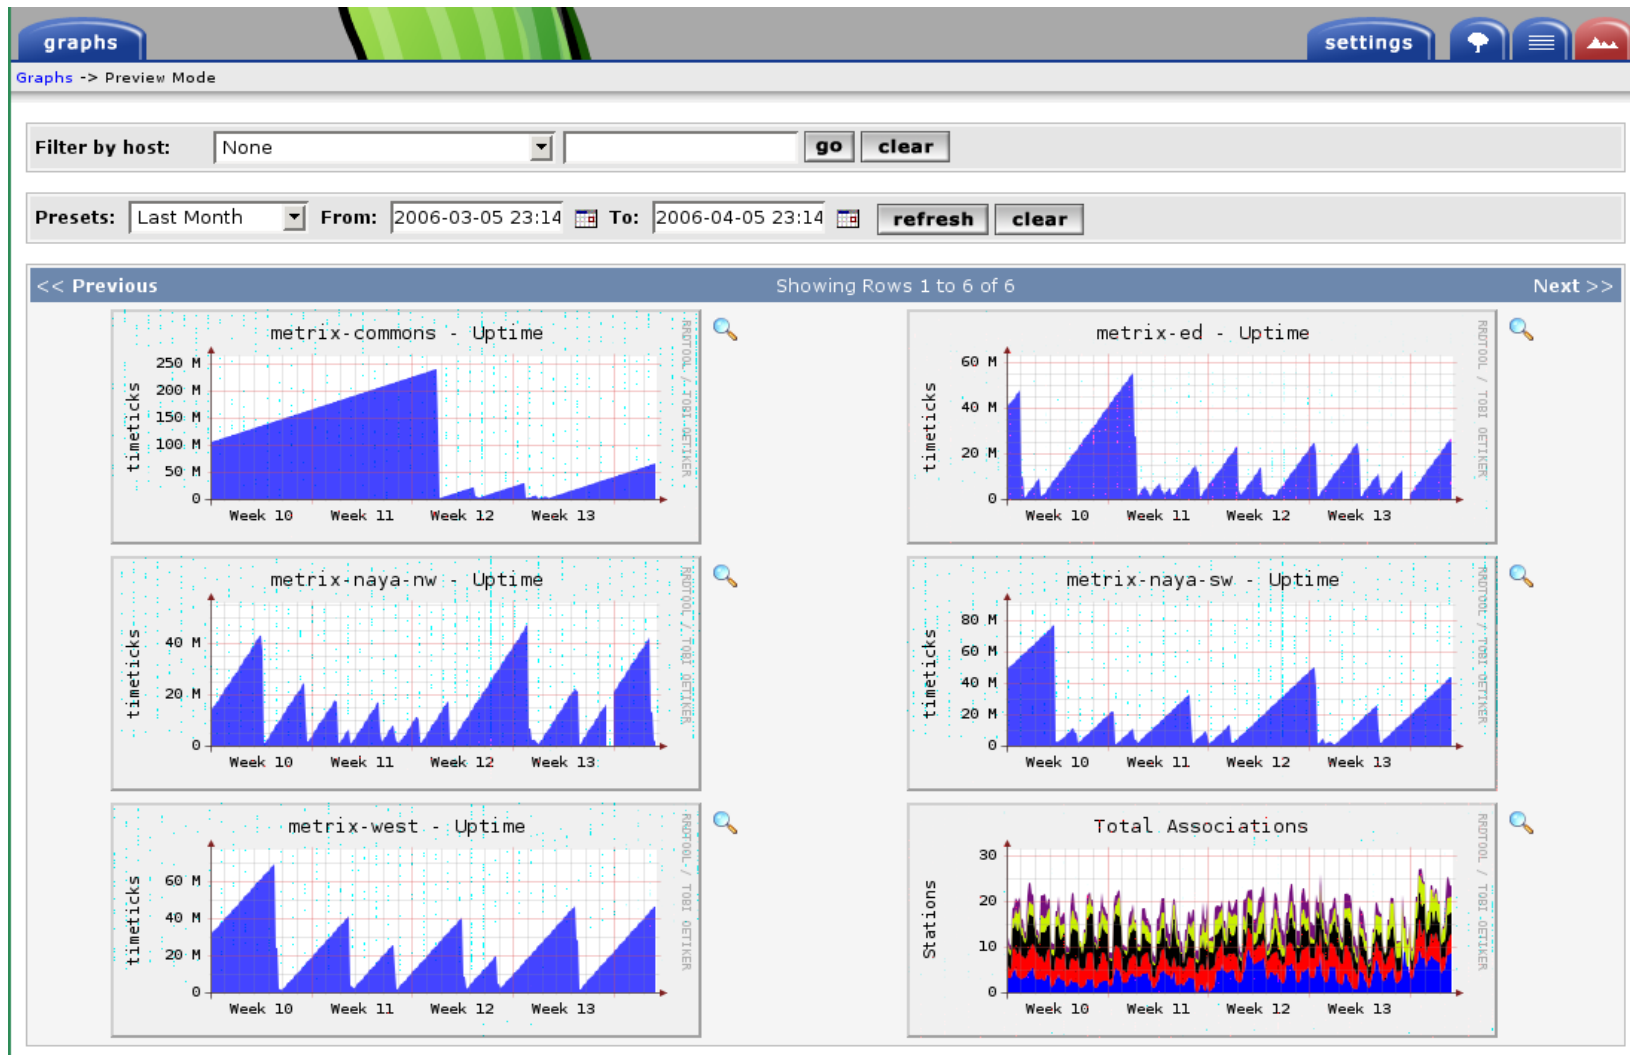 graphs
settings
Graphs -> Preview Mode
Filter by host: None go clear
Presets: Last Month From: 2006-03-05 23:14 To: 2006-04-05 23:14 refresh clear
<< Previous Showing Rows 1 to 6 of 6 Next >>
metrix-commons - Uptime
timeticks
250 M
200 M
150 M
100 M
50 M
0
Week 10 Week 11 Week 12 Week 13
RRDTOOL / TOBI OETIKER
metrix-ed - Uptime
timeticks
60 M
40 M
20 M
0
Week 10 Week 11 Week 12 Week 13
RRDTOOL / TOBI OETIKER
metrix-naya-nw - Uptime
timeticks
40 M
20 M
0
Week 10 Week 11 Week 12 Week 13
RRDTOOL / TOBI OETIKER
metrix-naya-sw - Uptime
timeticks
80 M
60 M
40 M
20 M
0
Week 10 Week 11 Week 12 Week 13
RRDTOOL / TOBI OETIKER
metrix-west - Uptime
timeticks
60 M
40 M
20 M
0
Week 10 Week 11 Week 12 Week 13
RRDTOOL / TOBI OETIKER
Total Associations
Stations
30
20
10
0
Week 10 Week 11 Week 12 Week 13
RRDTOOL / TOBI OETIKER